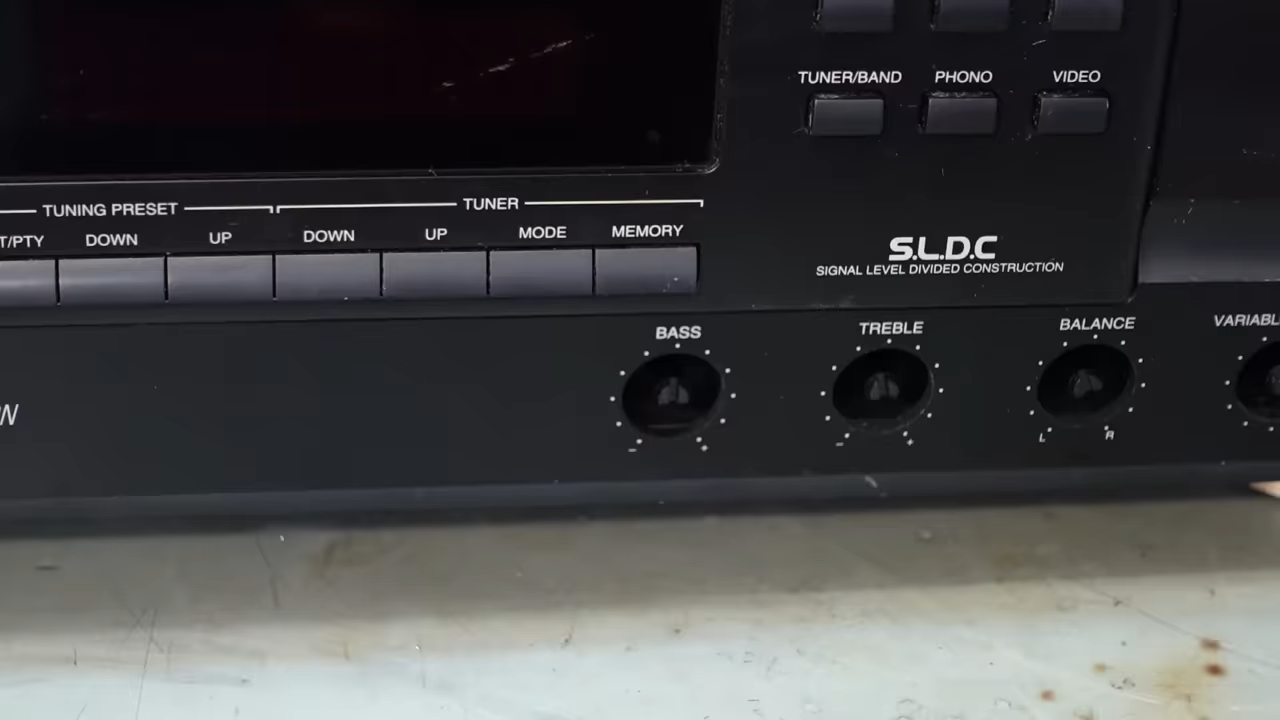 TUNER/BAND PHONO VIDEO
TUNING PRESET TUNER
T/PTY DOWN UP DOWN UP MODE MEMORY
S.L.D.C
SIGNAL LEVEL DIVIDED CONSTRUCTION
BASS TREBLE BALANCE VARIABL
- + - + L R